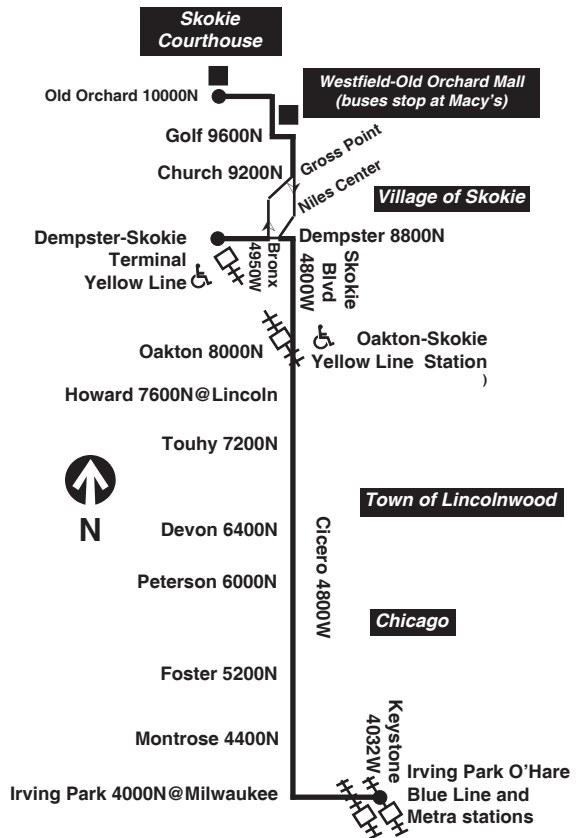 Skokie
Courthouse
Old Orchard 10000N
Westfield-Old Orchard Mall
(buses stop at Macy's)
Golf 9600N
Gross Point
Church 9200N
Niles Center
Village of Skokie
Dempster-Skokie
Terminal
Yellow Line
Bronx
4950W
Dempster 8800N
Skokie
Blvd
4800W
Oakton 8000N
Oakton-Skokie
Yellow Line Station
)
Howard 7600N@Lincoln
Touhy 7200N
N
Town of Lincolnwood
Devon 6400N
Cicero 4800W
Peterson 6000N
Chicago
Foster 5200N
Montrose 4400N
Keystone
4032W
Irving Park 4000N@Milwaukee
Irving Park O'Hare
Blue Line and
Metra stations